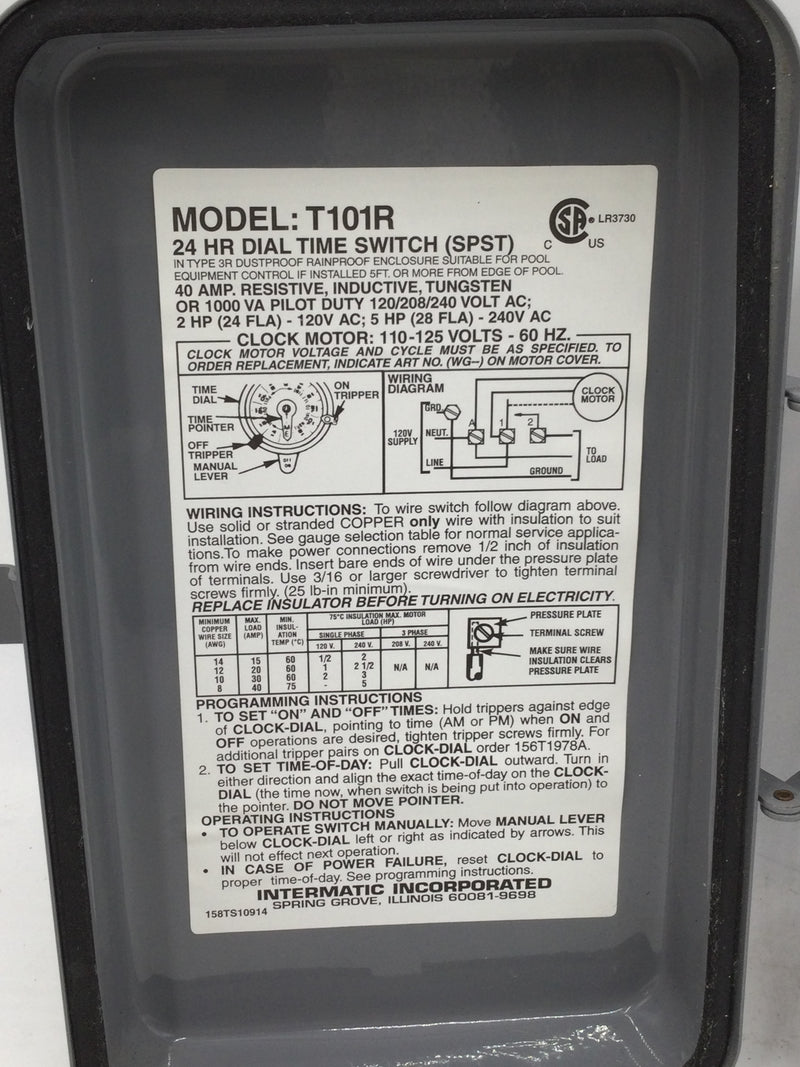 MODEL: T101R
CSA ® LR3730
C US
24 HR DIAL TIME SWITCH (SPST)
IN TYPE 3R DUSTPROOF RAINPROOF ENCLOSURE SUITABLE FOR POOL
EQUIPMENT CONTROL IF INSTALLED 5FT. OR MORE FROM EDGE OF POOL.
40 AMP. RESISTIVE, INDUCTIVE, TUNGSTEN
OR 1000 VA PILOT DUTY 120/208/240 VOLT AC;
2 HP (24 FLA) - 120V AC; 5 HP (28 FLA) - 240V AC
CLOCK MOTOR: 110-125 VOLTS - 60 HZ.
CLOCK MOTOR VOLTAGE AND CYCLE MUST BE AS SPECIFIED. TO
ORDER REPLACEMENT, INDICATE ART NO. (WG--) ON MOTOR COVER.
TIME
DIAL
TIME
POINTER
OFF
TRIPPER
MANUAL
LEVER
ON
TRIPPER
OFF
ON
WIRING
DIAGRAM
CLOCK
MOTOR
GRD
120V
SUPPLY
NEUT.
LINE
A 1 2
GROUND
TO
LOAD
WIRING INSTRUCTIONS: To wire switch follow diagram above.
Use solid or stranded COPPER only wire with insulation to suit
installation. See gauge selection table for normal service applica-
tions.To make power connections remove 1/2 inch of insulation
from wire ends. Insert bare ends of wire under the pressure plate
of terminals. Use 3/16 or larger screwdriver to tighten terminal
screws firmly. (25 lb-in minimum).
REPLACE INSULATOR BEFORE TURNING ON ELECTRICITY.
MINIMUM
COPPER
WIRE SIZE
(AWG)
MAX.
LOAD
(AMP)
MIN.
INSUL-
ATION
TEMP (°C)
75°C INSULATION MAX. MOTOR
LOAD (HP)
SINGLE PHASE 3 PHASE
120 V. 240 V. 208 V. 240 V.
14 15 60 1/2 2
12 20 60 1 2 1/2 N/A N/A
10 30 60 2 3
8 40 75 - 5
PRESSURE PLATE
TERMINAL SCREW
MAKE SURE WIRE
INSULATION CLEARS
PRESSURE PLATE
PROGRAMMING INSTRUCTIONS
1. TO SET "ON" AND "OFF" TIMES: Hold trippers against edge
of CLOCK-DIAL, pointing to time (AM or PM) when ON and
OFF operations are desired, tighten tripper screws firmly. For
additional tripper pairs on CLOCK-DIAL order 156T1978A.
2. TO SET TIME-OF-DAY: Pull CLOCK-DIAL outward. Turn in
either direction and align the exact time-of-day on the CLOCK-
DIAL (the time now, when switch is being put into operation) to
the pointer. DO NOT MOVE POINTER.
OPERATING INSTRUCTIONS
• TO OPERATE SWITCH MANUALLY: Move MANUAL LEVER
below CLOCK-DIAL left or right as indicated by arrows. This
will not effect next operation.
• IN CASE OF POWER FAILURE, reset CLOCK-DIAL to
proper time-of-day. See programming instructions.
INTERMATIC INCORPORATED
SPRING GROVE, ILLINOIS 60081-9698
158TS10914